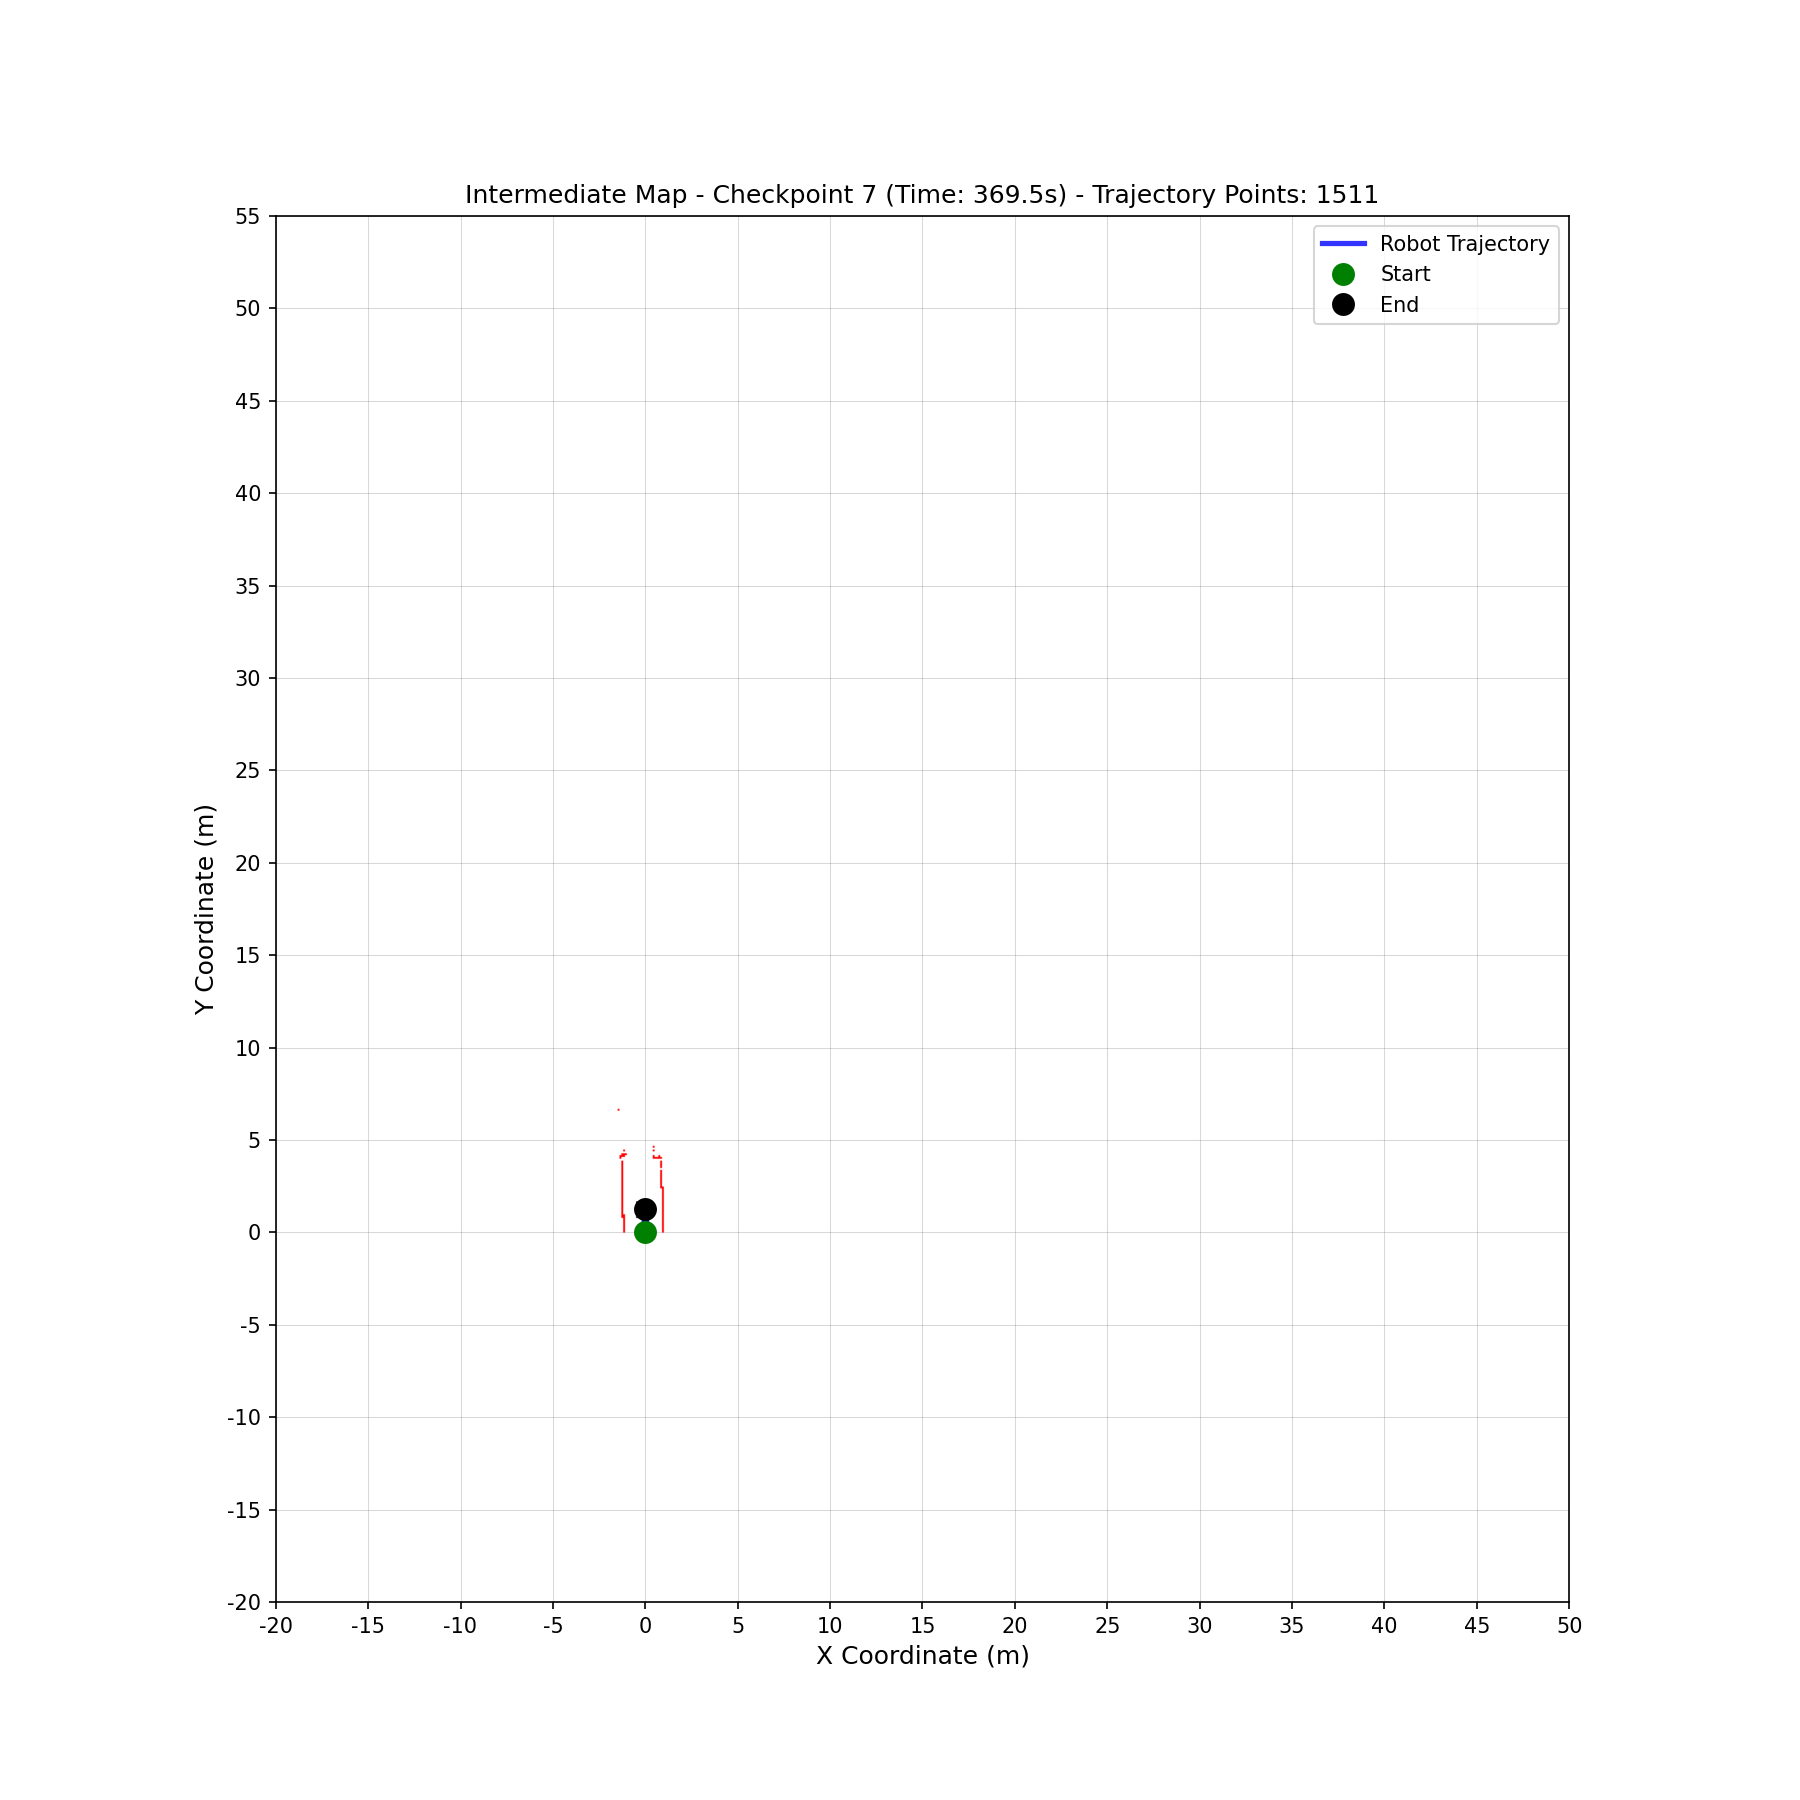 Intermediate Map - Checkpoint 7 (Time: 369.5s) - Trajectory Points: 1511
Robot Trajectory
Start
End
Y Coordinate (m)
55
50
45
40
35
30
25
20
15
10
5
0
-5
-10
-15
-20
-20 -15 -10 -5 0 5 10 15 20 25 30 35 40 45 50
X Coordinate (m)